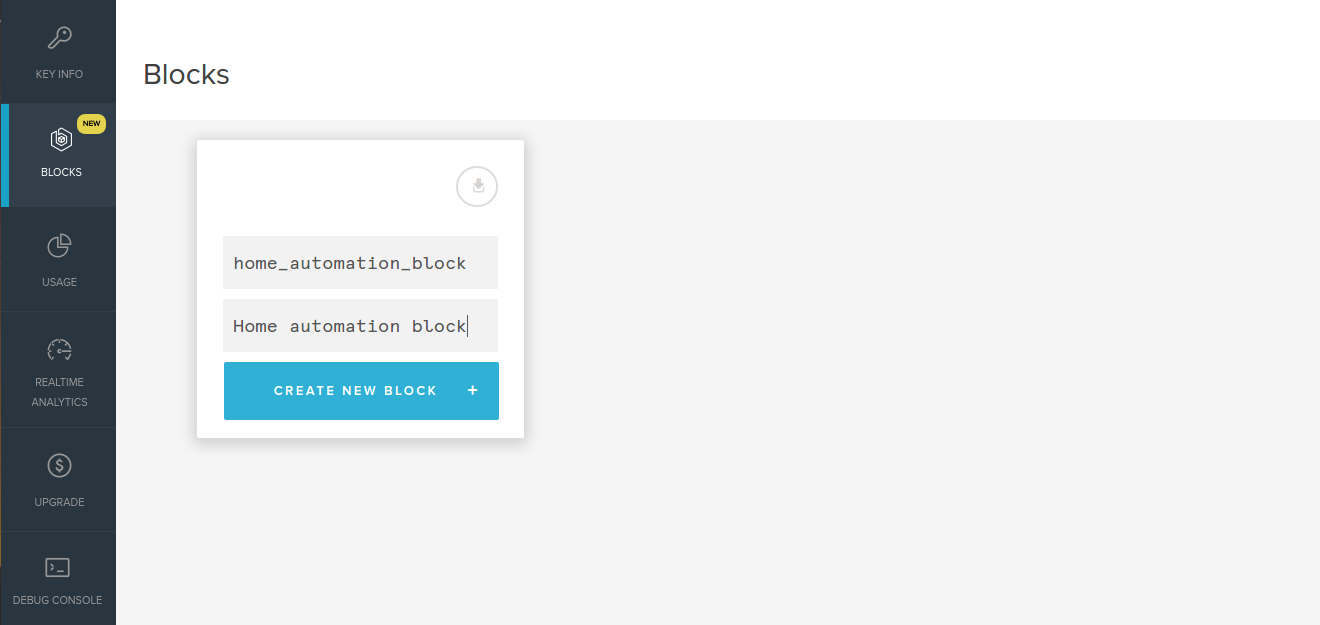 KEY INFO
NEW
BLOCKS
USAGE
REALTIME
ANALYTICS
UPGRADE
DEBUG CONSOLE
Blocks
home_automation_block
Home automation block
CREATE NEW BLOCK +